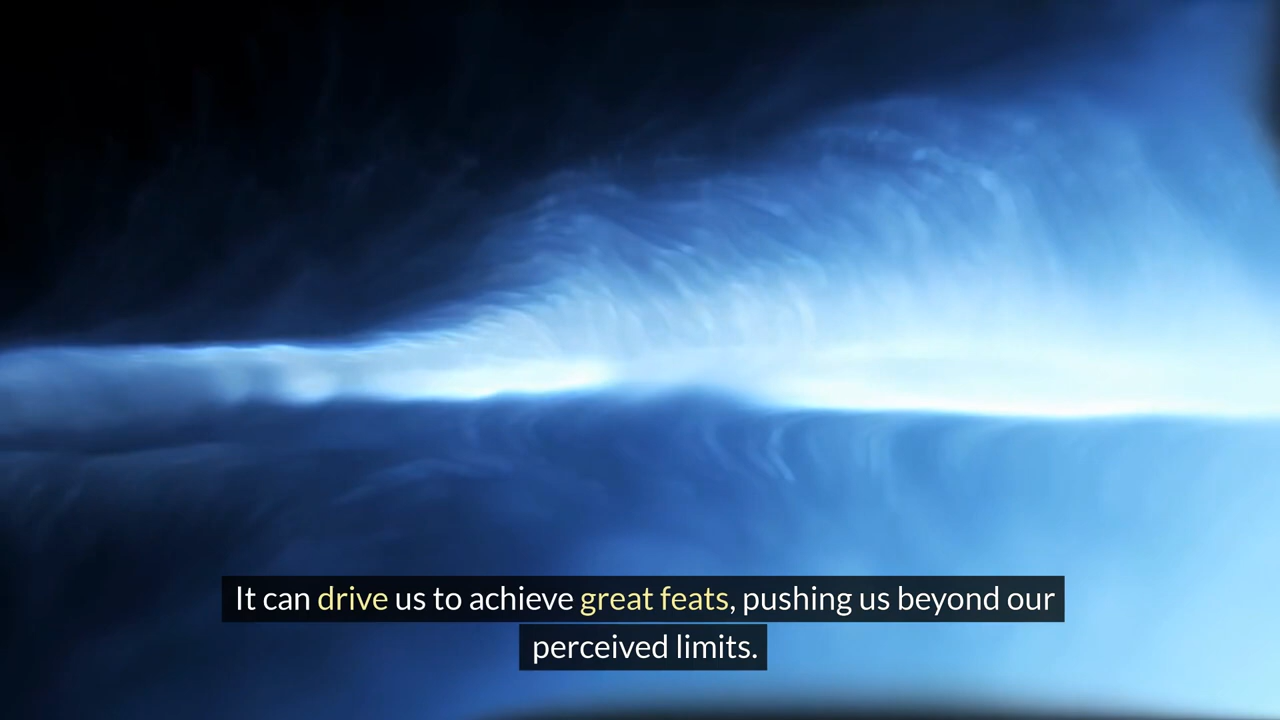 It can drive us to achieve great feats, pushing us beyond our
perceived limits.